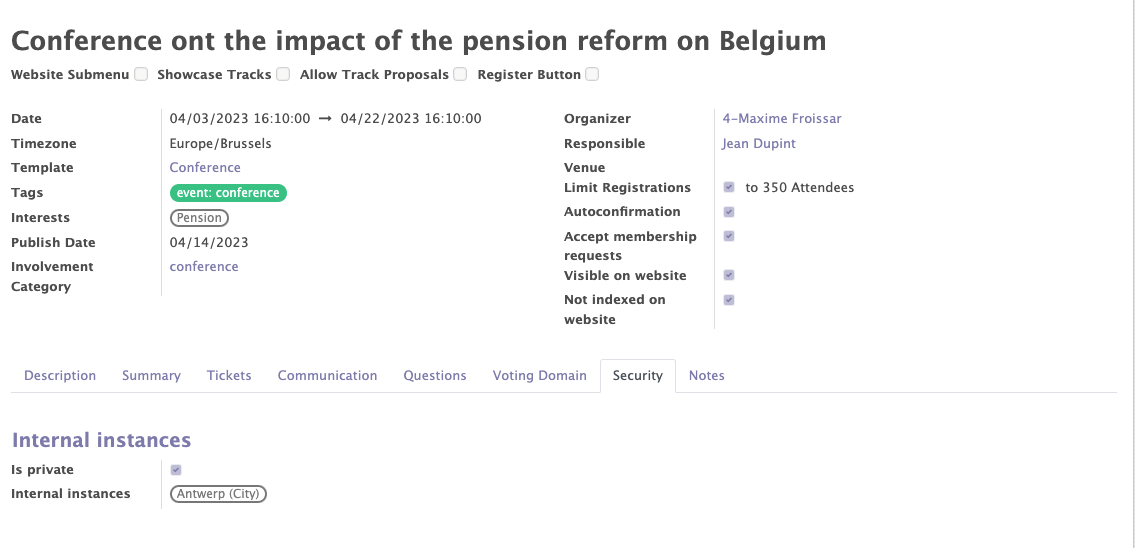 Conference ont the impact of the pension reform on Belgium
Website Submenu Showcase Tracks Allow Track Proposals Register Button
Date 04/03/2023 16:10:00 → 04/22/2023 16:10:00
Timezone Europe/Brussels
Template Conference
Tags event: conference
Interests Pension
Publish Date 04/14/2023
Involvement conference
Category
Organizer 4-Maxime Froissar
Responsible Jean Dupint
Venue
Limit Registrations to 350 Attendees
Autoconfirmation
Accept membership
requests
Visible on website
Not indexed on
website
Description Summary Tickets Communication Questions Voting Domain Security Notes
Internal instances
Is private
Internal instances Antwerp (City)